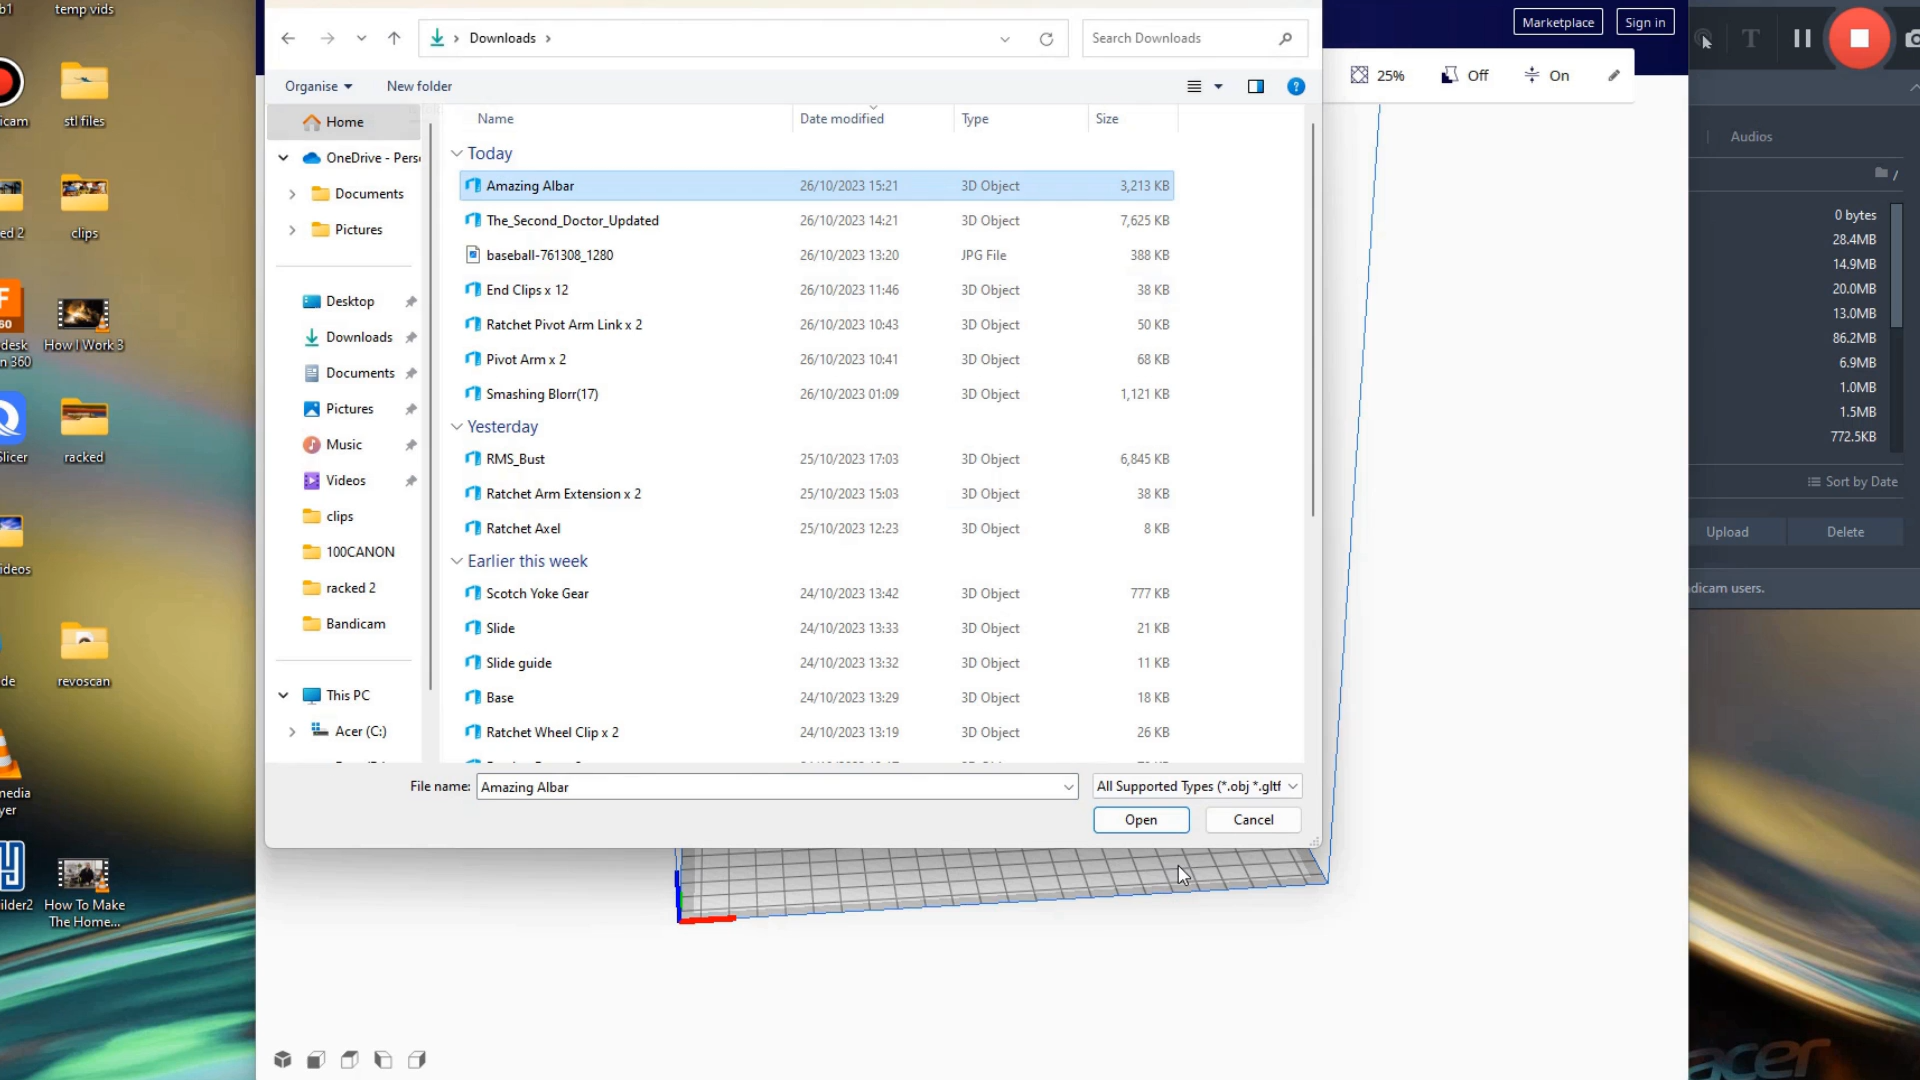 b1
temp vids
Marketplace
Sign in
T
Downloads
Search Downloads
Organise
New folder
25%
Off
On
icam
stl files
Home
Name
Date modified
Type
Size
Audios
OneDrive - Pers
Today
/
Documents
Amazing Albar 26/10/2023 15:21 3D Object 3,213 KB
0 bytes
ed 2
clips
Pictures
The_Second_Doctor_Updated 26/10/2023 14:21 3D Object 7,625 KB
28.4MB
baseball-761308_1280 26/10/2023 13:20 JPG File 388 KB
14.9MB
End Clips x 12 26/10/2023 11:46 3D Object 38 KB
20.0MB
Desktop
13.0MB
Downloads
Ratchet Pivot Arm Link x 2 26/10/2023 10:43 3D Object 50 KB
86.2MB
F
60
desk
n 360
How I Work 3
Documents
Pivot Arm x 2 26/10/2023 10:41 3D Object 68 KB
6.9MB
Pictures
Smashing Blorr(17) 26/10/2023 01:09 3D Object 1,121 KB
1.0MB
1.5MB
Music
Yesterday
772.5KB
Slicer
racked
Videos
RMS_Bust 25/10/2023 17:03 3D Object 6,845 KB
Sort by Date
clips
Ratchet Arm Extension x 2 25/10/2023 15:03 3D Object 38 KB
100CANON
Ratchet Axel 25/10/2023 12:23 3D Object 8 KB
Upload
Delete
ideos
racked 2
Earlier this week
dicam users.
Bandicam
Scotch Yoke Gear 24/10/2023 13:42 3D Object 777 KB
Slide 24/10/2023 13:33 3D Object 21 KB
de
revoscan
This PC
Slide guide 24/10/2023 13:32 3D Object 11 KB
Base 24/10/2023 13:29 3D Object 18 KB
Acer (C:)
Ratchet Wheel Clip x 2 24/10/2023 13:19 3D Object 26 KB
media
yer
File name:
Amazing Albar
All Supported Types (*.obj *.gltf
Open
Cancel
ilder2
How To Make
The Home...
acer